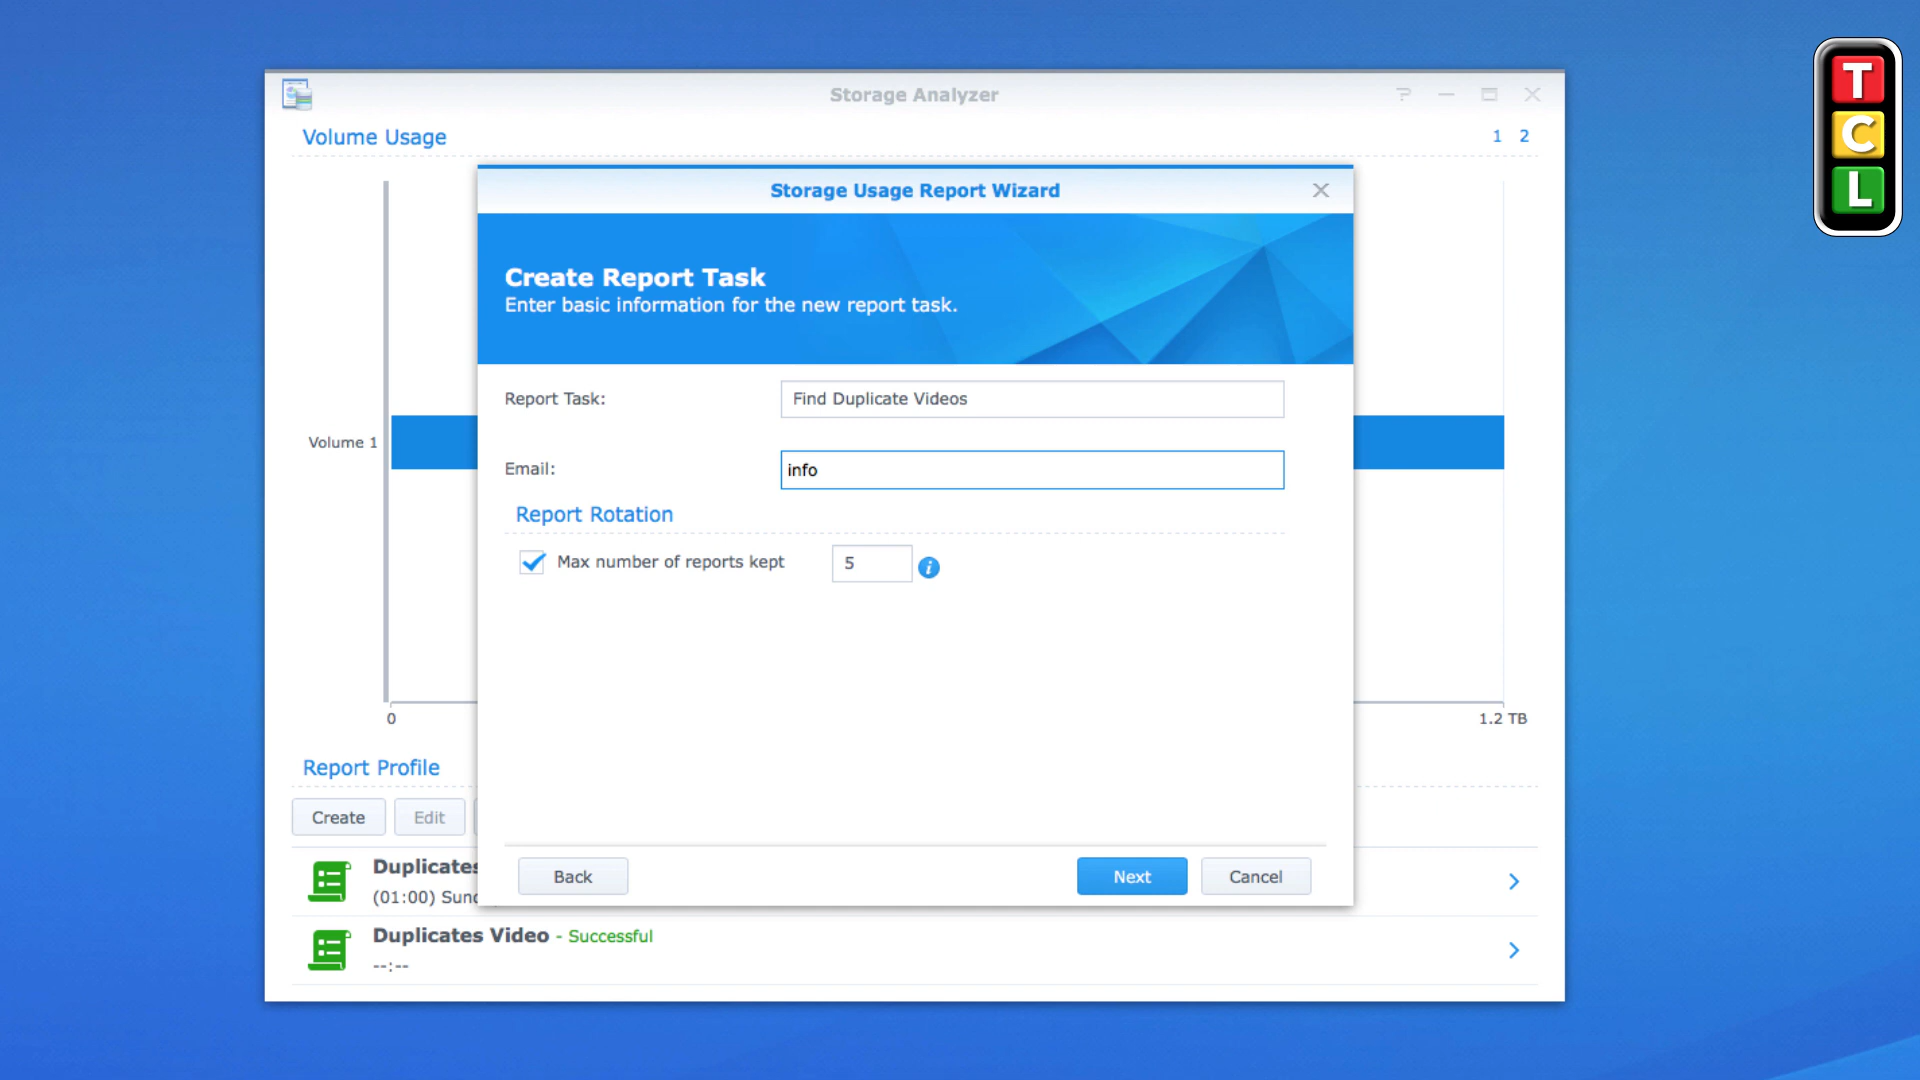 Storage Analyzer
?
Volume Usage
1 2
Storage Usage Report Wizard
Create Report Task
Enter basic information for the new report task.
Report Task:
Find Duplicate Videos
Volume 1
Email:
info
Report Rotation
Max number of reports kept
5
i
0
1.2 TB
Report Profile
Create
Edit
Back
Next
Cancel
Duplicates
(01:00)
Duplicates Video - Successful
--:--
T
C
L